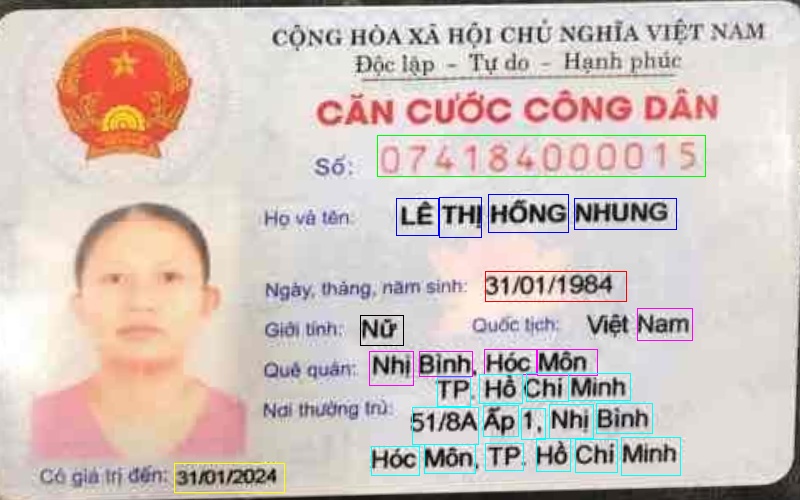 CỘNG HÒA XÃ HỘI CHỦ NGHĨA VIỆT NAM
Độc lập - Tự do - Hạnh phúc
CĂN CƯỚC CÔNG DÂN
Số: 074184000015
Họ và tên: LÊ THỊ HỒNG NHUNG
Ngày, tháng, năm sinh: 31/01/1984
Giới tính: Nữ Quốc tịch: Việt Nam
Quê quán: Nhị Bình, Hóc Môn
TP. Hồ Chí Minh
Nơi thường trú: 51/8A Ấp 1, Nhị Bình
Hóc Môn, TP. Hồ Chí Minh
Có giá trị đến: 31/01/2024